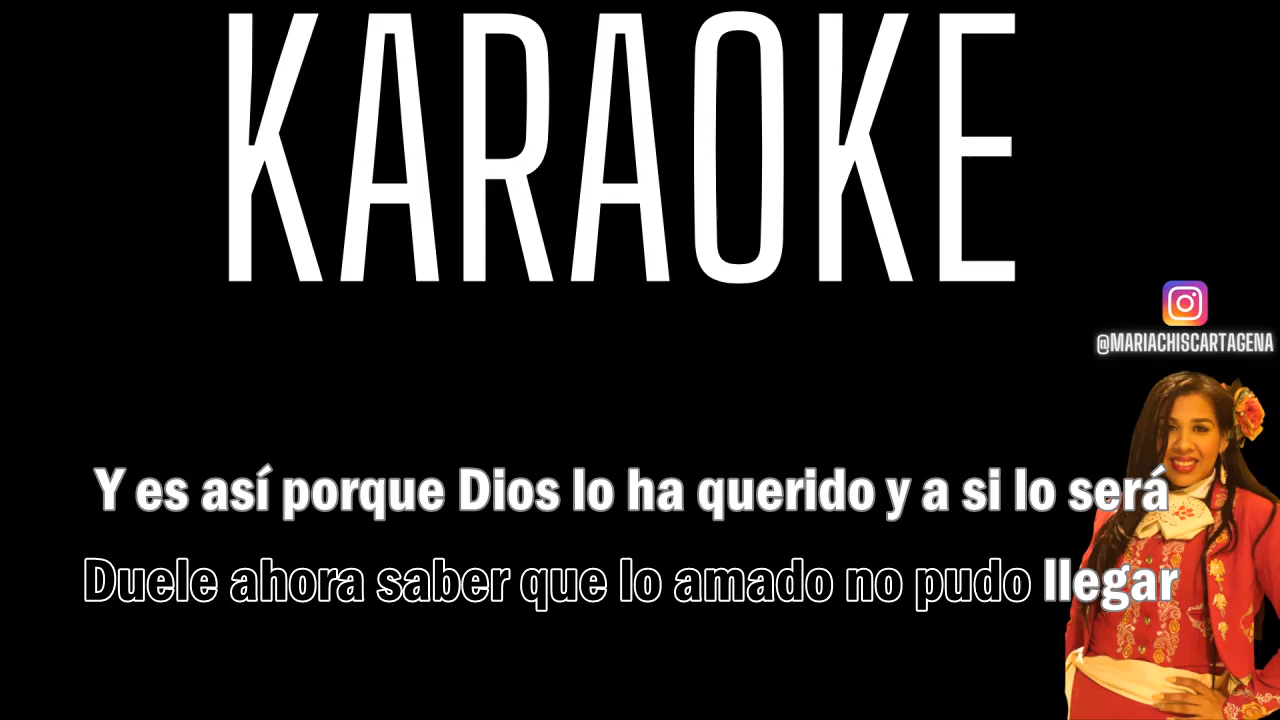 KARAOKE
@MARIACHISCARTAGENA
Y es así porque Dios lo ha querido y a si lo será
Duele ahora saber que lo amado no pudo llegar